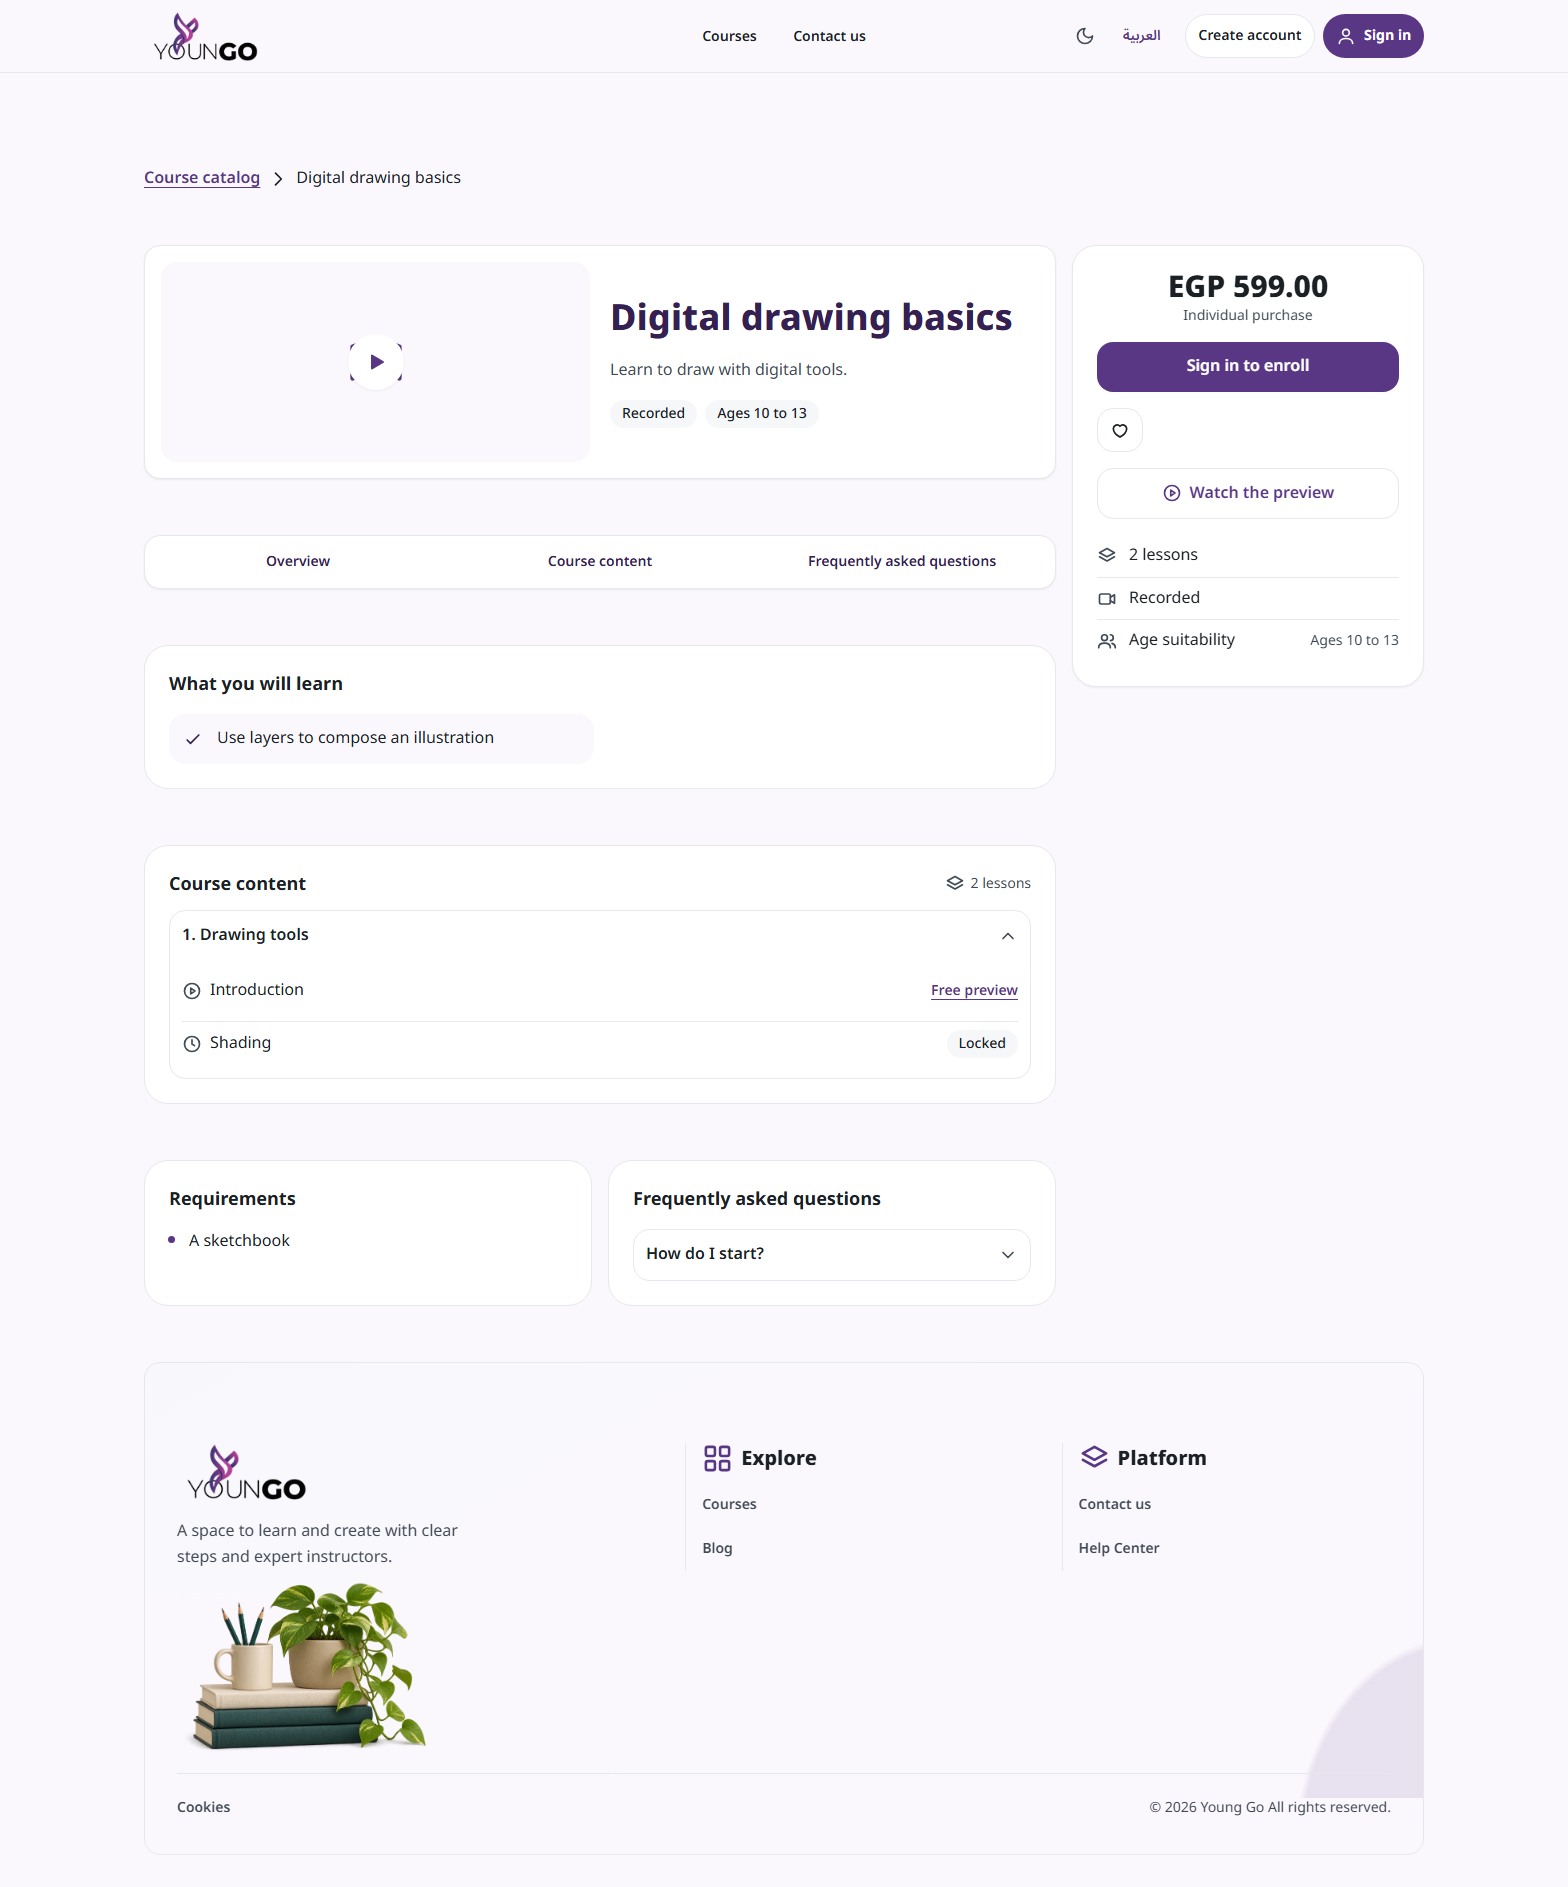 YOUNGO
Courses
Contact us
العربية
Create account
Sign in
Course catalog
Digital drawing basics
Digital drawing basics
Learn to draw with digital tools.
Recorded
Ages 10 to 13
EGP 599.00
Individual purchase
Sign in to enroll
Watch the preview
2 lessons
Recorded
Age suitability
Ages 10 to 13
Overview
Course content
Frequently asked questions
What you will learn
Use layers to compose an illustration
Course content
2 lessons
1. Drawing tools
Introduction
Free preview
Shading
Locked
Requirements
A sketchbook
Frequently asked questions
How do I start?
YOUNGO
A space to learn and create with clear
steps and expert instructors.
Explore
Courses
Blog
Platform
Contact us
Help Center
Cookies
© 2026 Young Go All rights reserved.